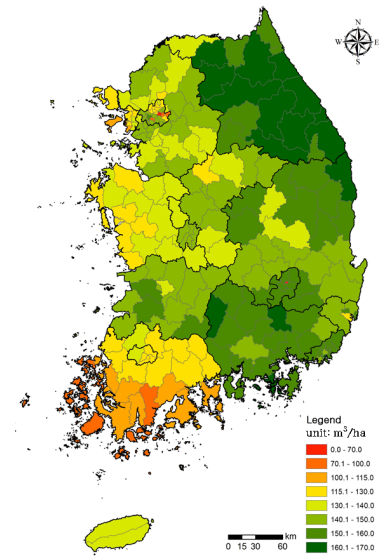 N
W E
S
Legend
unit: m³/ha
0.0 - 70.0
70.1 - 100.0
100.1 - 115.0
115.1 - 130.0
130.1 - 140.0
140.1 - 150.0
150.1 - 160.0
160.1 - 170.0
km
0 15 30 60